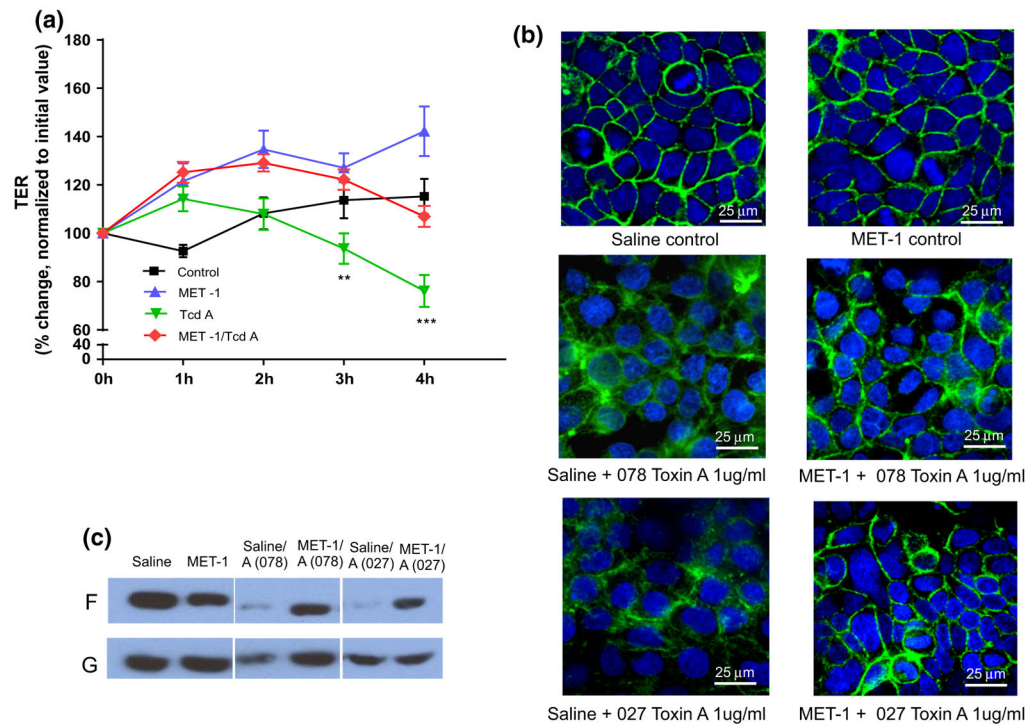 (a)
180
160
140
120
100
80
60
40
0
TER
(% change, normalized to initial value)
Control
MET -1
Tcd A
MET -1/Tcd A
**
***
0h 1h 2h 3h 4h
(b)
25 µm
25 µm
Saline control
MET-1 control
25 µm
25 µm
Saline + 078 Toxin A 1ug/ml
MET-1 + 078 Toxin A 1ug/ml
25 µm
25 µm
Saline + 027 Toxin A 1ug/ml
MET-1 + 027 Toxin A 1ug/ml
(c)
Saline
MET-1
Saline/
A (078)
MET-1/
A (078)
Saline/
A (027)
MET-1/
A (027)
F
G